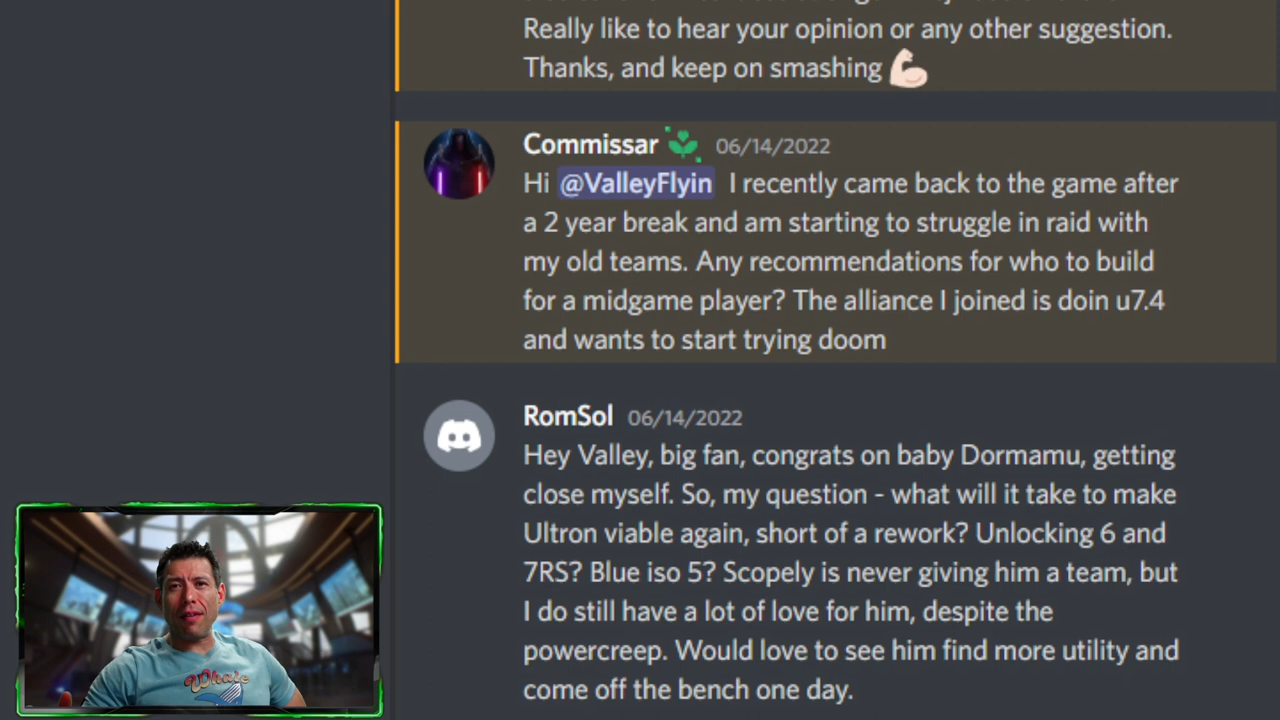 Really like to hear your opinion or any other suggestion.
Thanks, and keep on smashing 💪🏻
Commissar 06/14/2022
Hi @ValleyFlyin I recently came back to the game after
a 2 year break and am starting to struggle in raid with
my old teams. Any recommendations for who to build
for a midgame player? The alliance I joined is doin u7.4
and wants to start trying doom
RomSol 06/14/2022
Hey Valley, big fan, congrats on baby Dormamu, getting
close myself. So, my question - what will it take to make
Ultron viable again, short of a rework? Unlocking 6 and
7RS? Blue iso 5? Scopely is never giving him a team, but
I do still have a lot of love for him, despite the
powercreep. Would love to see him find more utility and
come off the bench one day.
Whale